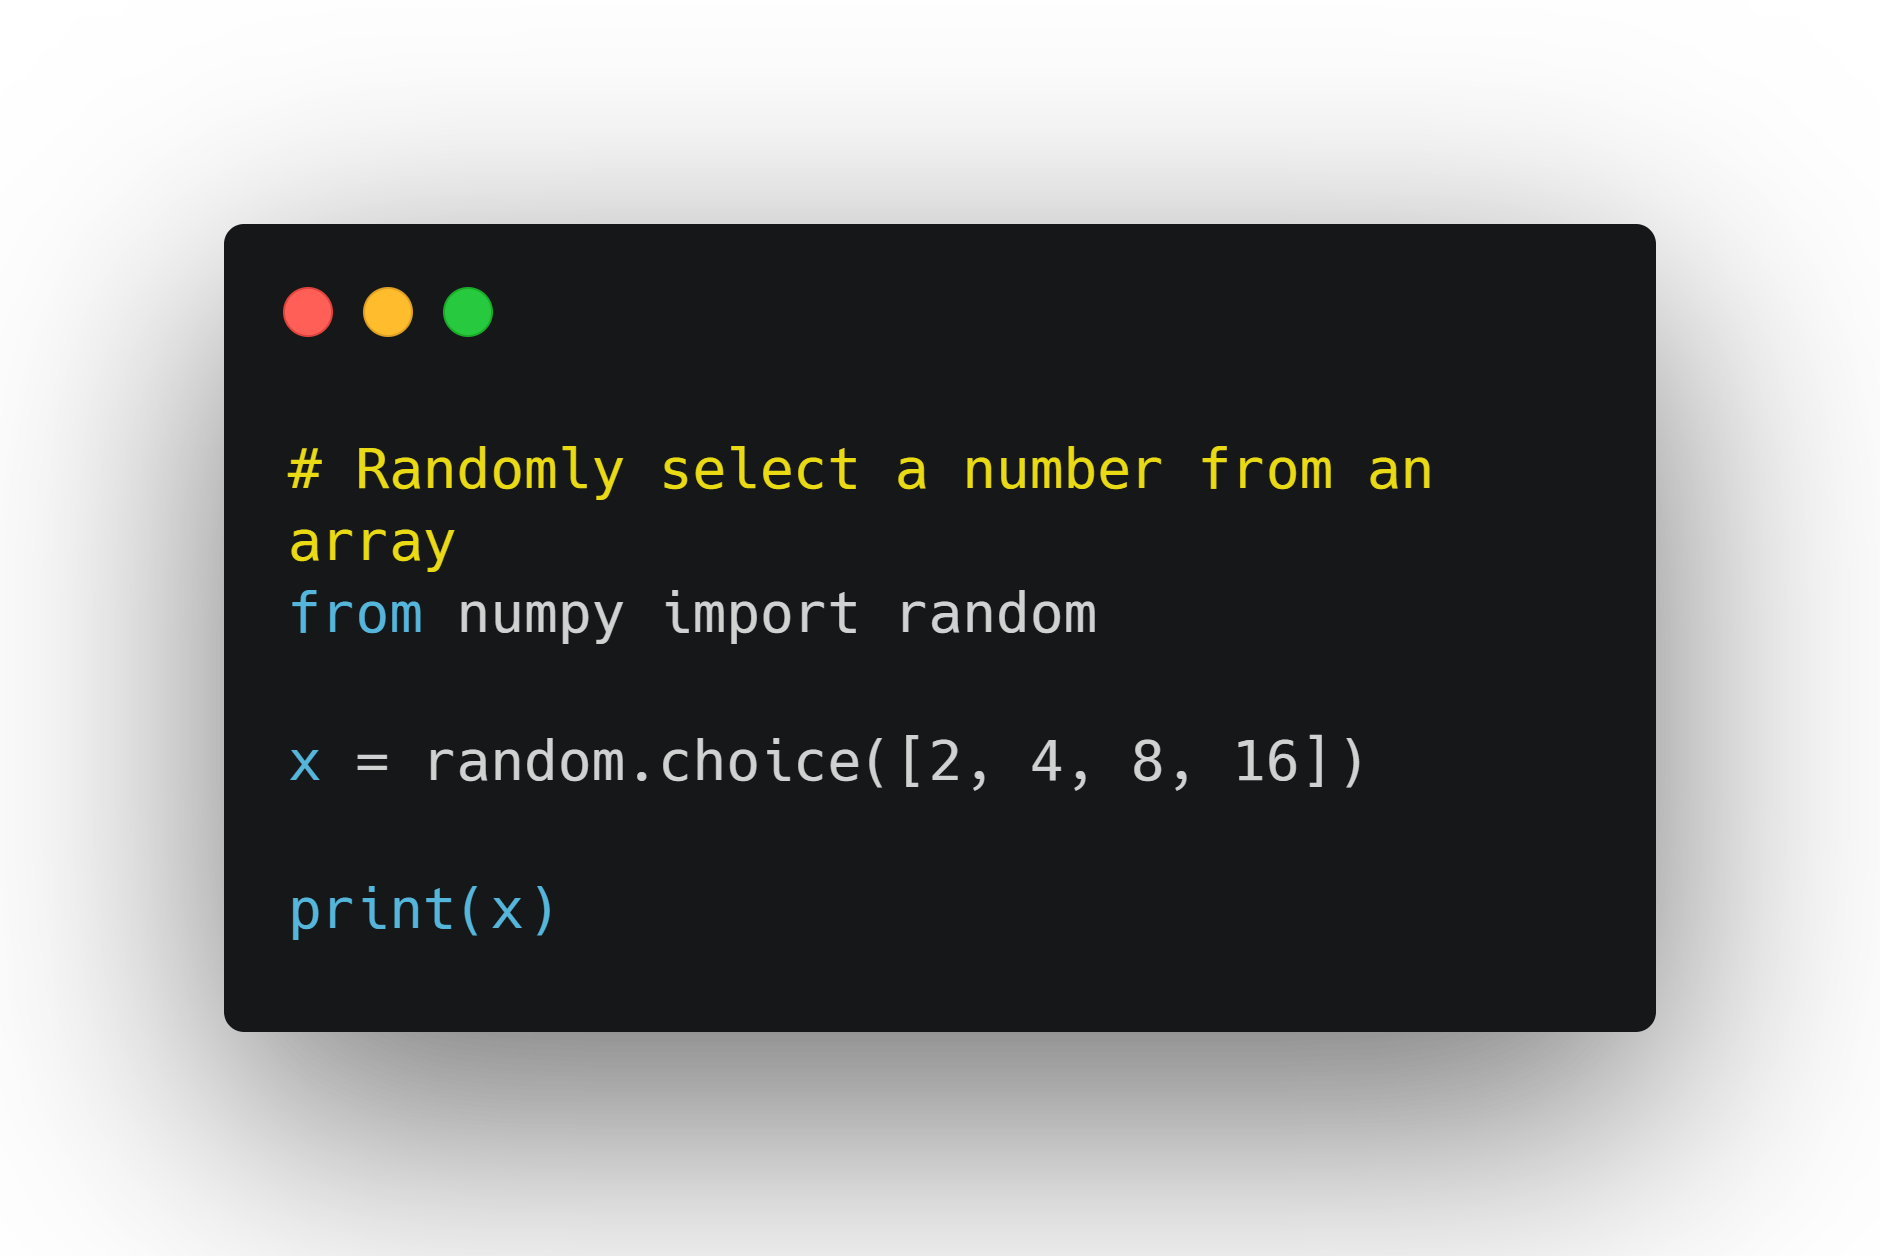 # Randomly select a number from an
array
from numpy import random
x = random.choice([2, 4, 8, 16])
print(x)